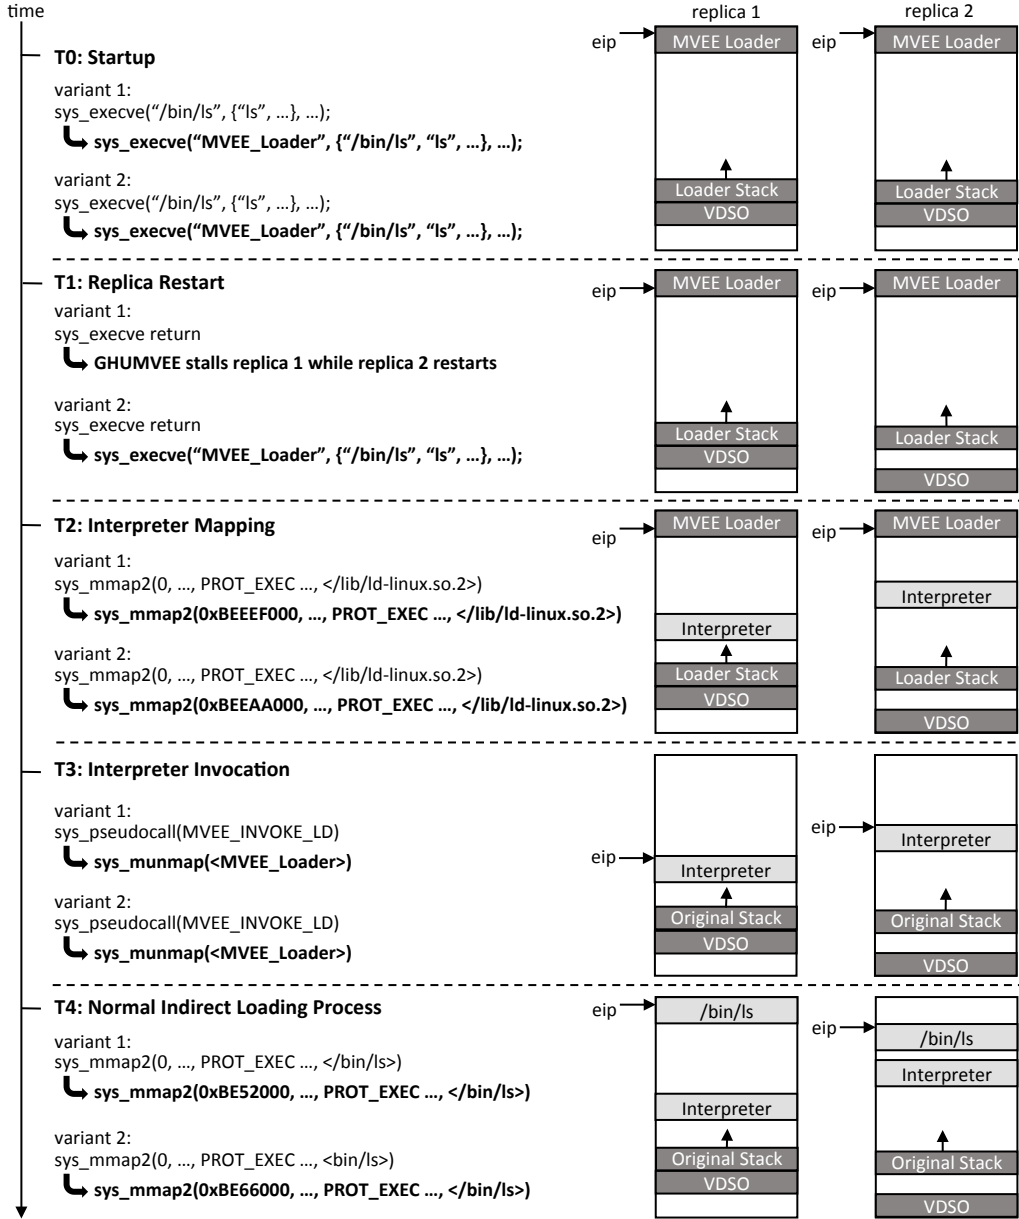 time
replica 1
replica 2
T0: Startup
variant 1:
sys_execve(“/bin/ls”, {“ls”, …}, …);
sys_execve(“MVEE_Loader”, {“/bin/ls”, “ls”, …}, …);
variant 2:
sys_execve(“/bin/ls”, {“ls”, …}, …);
sys_execve(“MVEE_Loader”, {“/bin/ls”, “ls”, …}, …);
eip
MVEE Loader
Loader Stack
VDSO
eip
MVEE Loader
Loader Stack
VDSO
T1: Replica Restart
variant 1:
sys_execve return
GHUMVEE stalls replica 1 while replica 2 restarts
variant 2:
sys_execve return
sys_execve(“MVEE_Loader”, {“/bin/ls”, “ls”, …}, …);
eip
MVEE Loader
Loader Stack
VDSO
eip
MVEE Loader
Loader Stack
VDSO
T2: Interpreter Mapping
variant 1:
sys_mmap2(0, …, PROT_EXEC …, </lib/ld-linux.so.2>)
sys_mmap2(0xBEEEF000, …, PROT_EXEC …, </lib/ld-linux.so.2>)
variant 2:
sys_mmap2(0, …, PROT_EXEC …, </lib/ld-linux.so.2>)
sys_mmap2(0xBEEAA000, …, PROT_EXEC …, </lib/ld-linux.so.2>)
eip
MVEE Loader
Interpreter
Loader Stack
VDSO
eip
MVEE Loader
Interpreter
Loader Stack
VDSO
T3: Interpreter Invocation
variant 1:
sys_pseudocall(MVEE_INVOKE_LD)
sys_munmap(<MVEE_Loader>)
variant 2:
sys_pseudocall(MVEE_INVOKE_LD)
sys_munmap(<MVEE_Loader>)
eip
Interpreter
Original Stack
VDSO
eip
Interpreter
Original Stack
VDSO
T4: Normal Indirect Loading Process
variant 1:
sys_mmap2(0, …, PROT_EXEC …, </bin/ls>)
sys_mmap2(0xBE52000, …, PROT_EXEC …, </bin/ls>)
variant 2:
sys_mmap2(0, …, PROT_EXEC …, <bin/ls>)
sys_mmap2(0xBE66000, …, PROT_EXEC …, </bin/ls>)
eip
/bin/ls
Interpreter
Original Stack
VDSO
eip
/bin/ls
Interpreter
Original Stack
VDSO